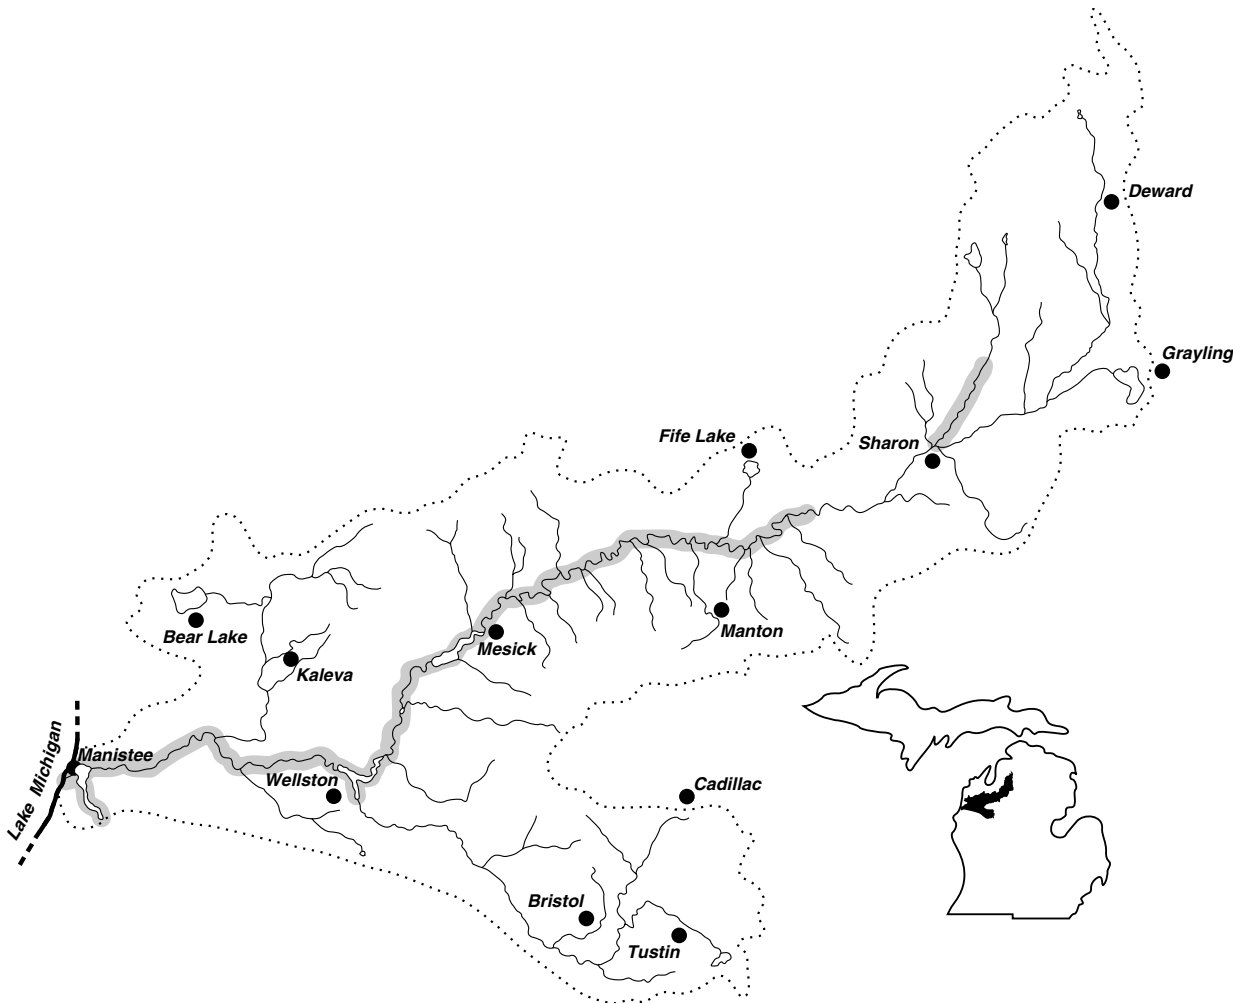 Deward
Grayling
Fife Lake
Sharon
Bear Lake
Manton
Mesick
Kaleva
Lake Michigan
Manistee
Wellston
Cadillac
Bristol
Tustin